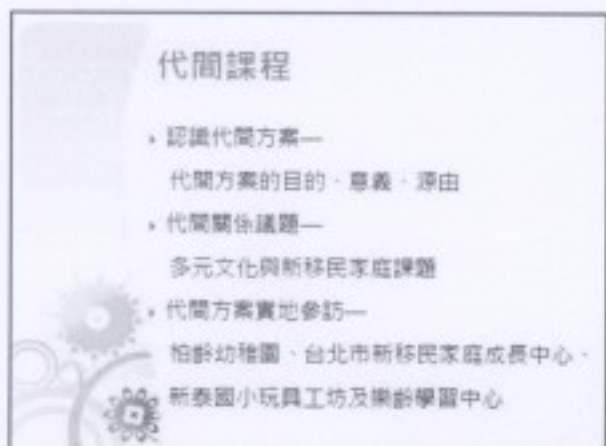 代間課程
認識代間方案—
代間方案的目的、意義、源由
代間關係議題—
多元文化與新移民家庭課題
代間方案實地參訪—
柏齡幼稚園、台北市新移民家庭成長中心、
新泰國小玩具工坊及樂齡學習中心